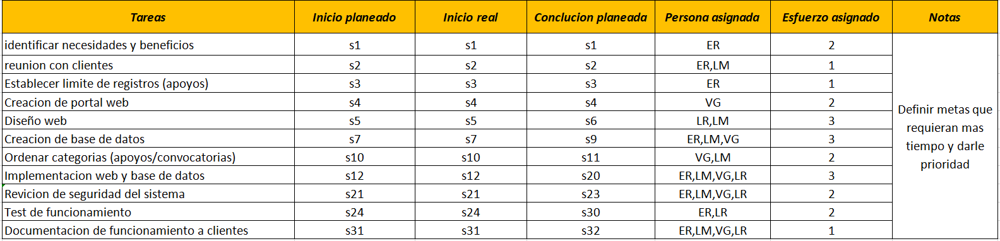 Tareas Inicio planeado Inicio real Conclucion planeada Persona asignada Esfuerzo asignado Notas
identificar necesidades y beneficios s1 s1 s1 ER 2
reunion con clientes s2 s2 s2 ER,LM 1
Establecer limite de registros (apoyos) s3 s3 s3 ER 1
Creacion de portal web s4 s4 s4 VG 2
Diseño web s5 s5 s6 LR,LM 3
Creacion de base de datos s7 s7 s9 ER,LM,VG 3
Ordenar categorias (apoyos/convocatorias) s10 s10 s11 VG,LM 2
Implementacion web y base de datos s12 s12 s20 ER,LM,VG,LR 3
Revicion de seguridad del sistema s21 s21 s23 ER,LM,VG,LR 2
Test de funcionamiento s24 s24 s30 ER,LR 2
Documentacion de funcionamiento a clientes s31 s31 s32 ER,LM,VG,LR 1
Definir metas que
requieran mas
tiempo y darle
prioridad